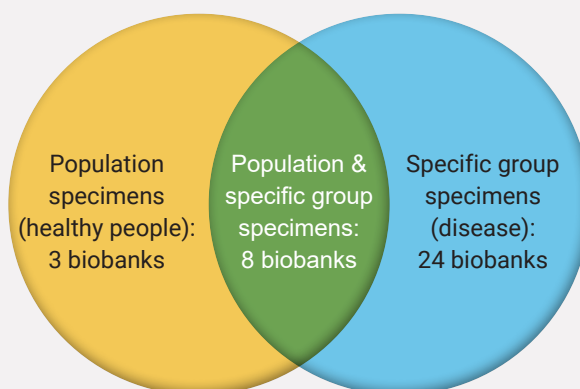 Population
specimens
(healthy people):
3 biobanks
Population &
specific group
specimens:
8 biobanks
Specific group
specimens
(disease):
24 biobanks